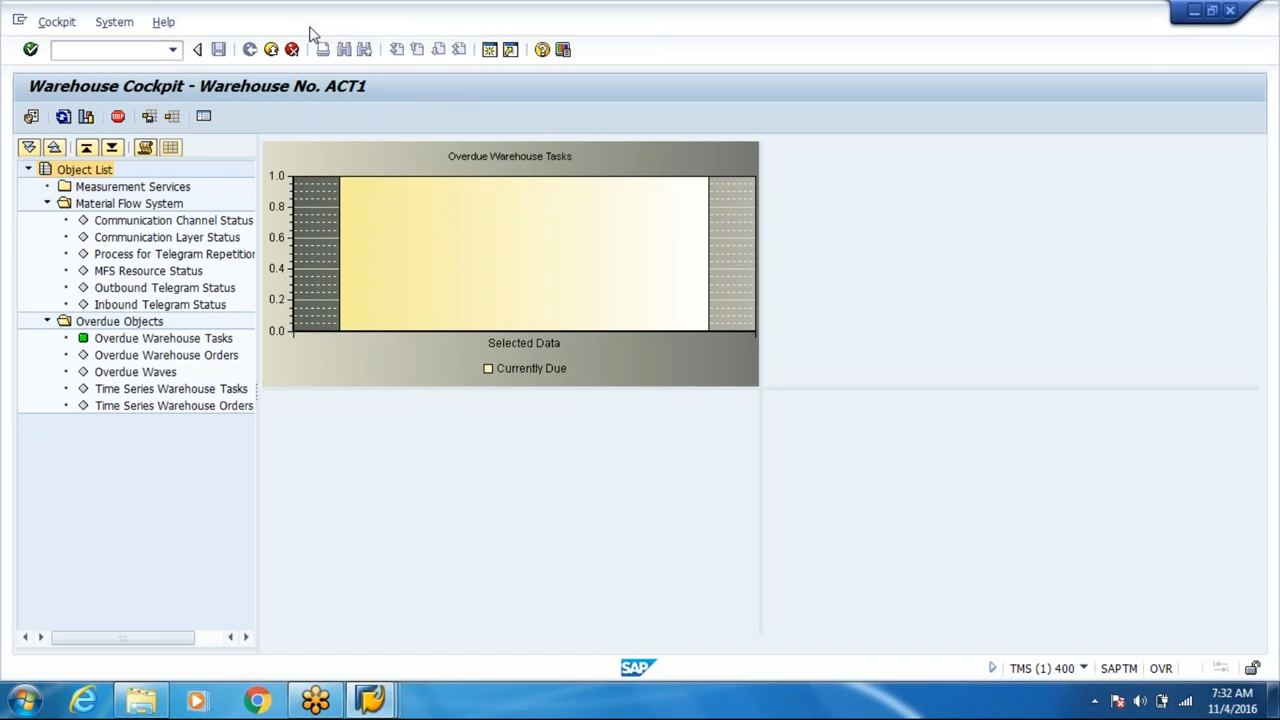 Cockpit System Help
Warehouse Cockpit - Warehouse No. ACT1
Object List
Measurement Services
Material Flow System
Communication Channel Status
Communication Layer Status
Process for Telegram Repetition
MFS Resource Status
Outbound Telegram Status
Inbound Telegram Status
Overdue Objects
Overdue Warehouse Tasks
Overdue Warehouse Orders
Overdue Waves
Time Series Warehouse Tasks
Time Series Warehouse Orders
Overdue Warehouse Tasks
1.0
0.8
0.6
0.4
0.2
0.0
Selected Data
Currently Due
SAP
TMS (1) 400
SAPTM
OVR
7:32 AM
11/4/2016